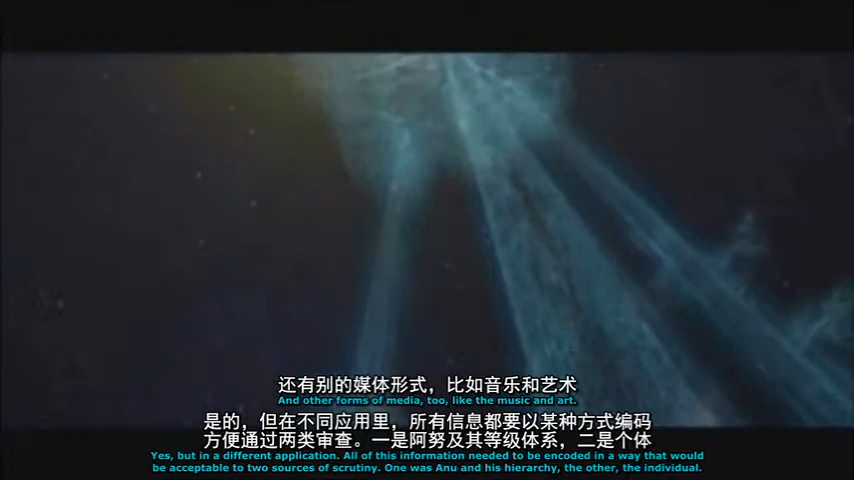 还有别的媒体形式，比如音乐和艺术
And other forms of media, too, like the music and art.
是的，但在不同应用里，所有信息都要以某种方式编码
方便通过两类审查。一是阿努及其等级体系，二是个体
Yes, but in a different application. All of this information needed to be encoded in a way that would
be acceptable to two sources of scrutiny. One was Anu and his hierarchy, the other, the individual.